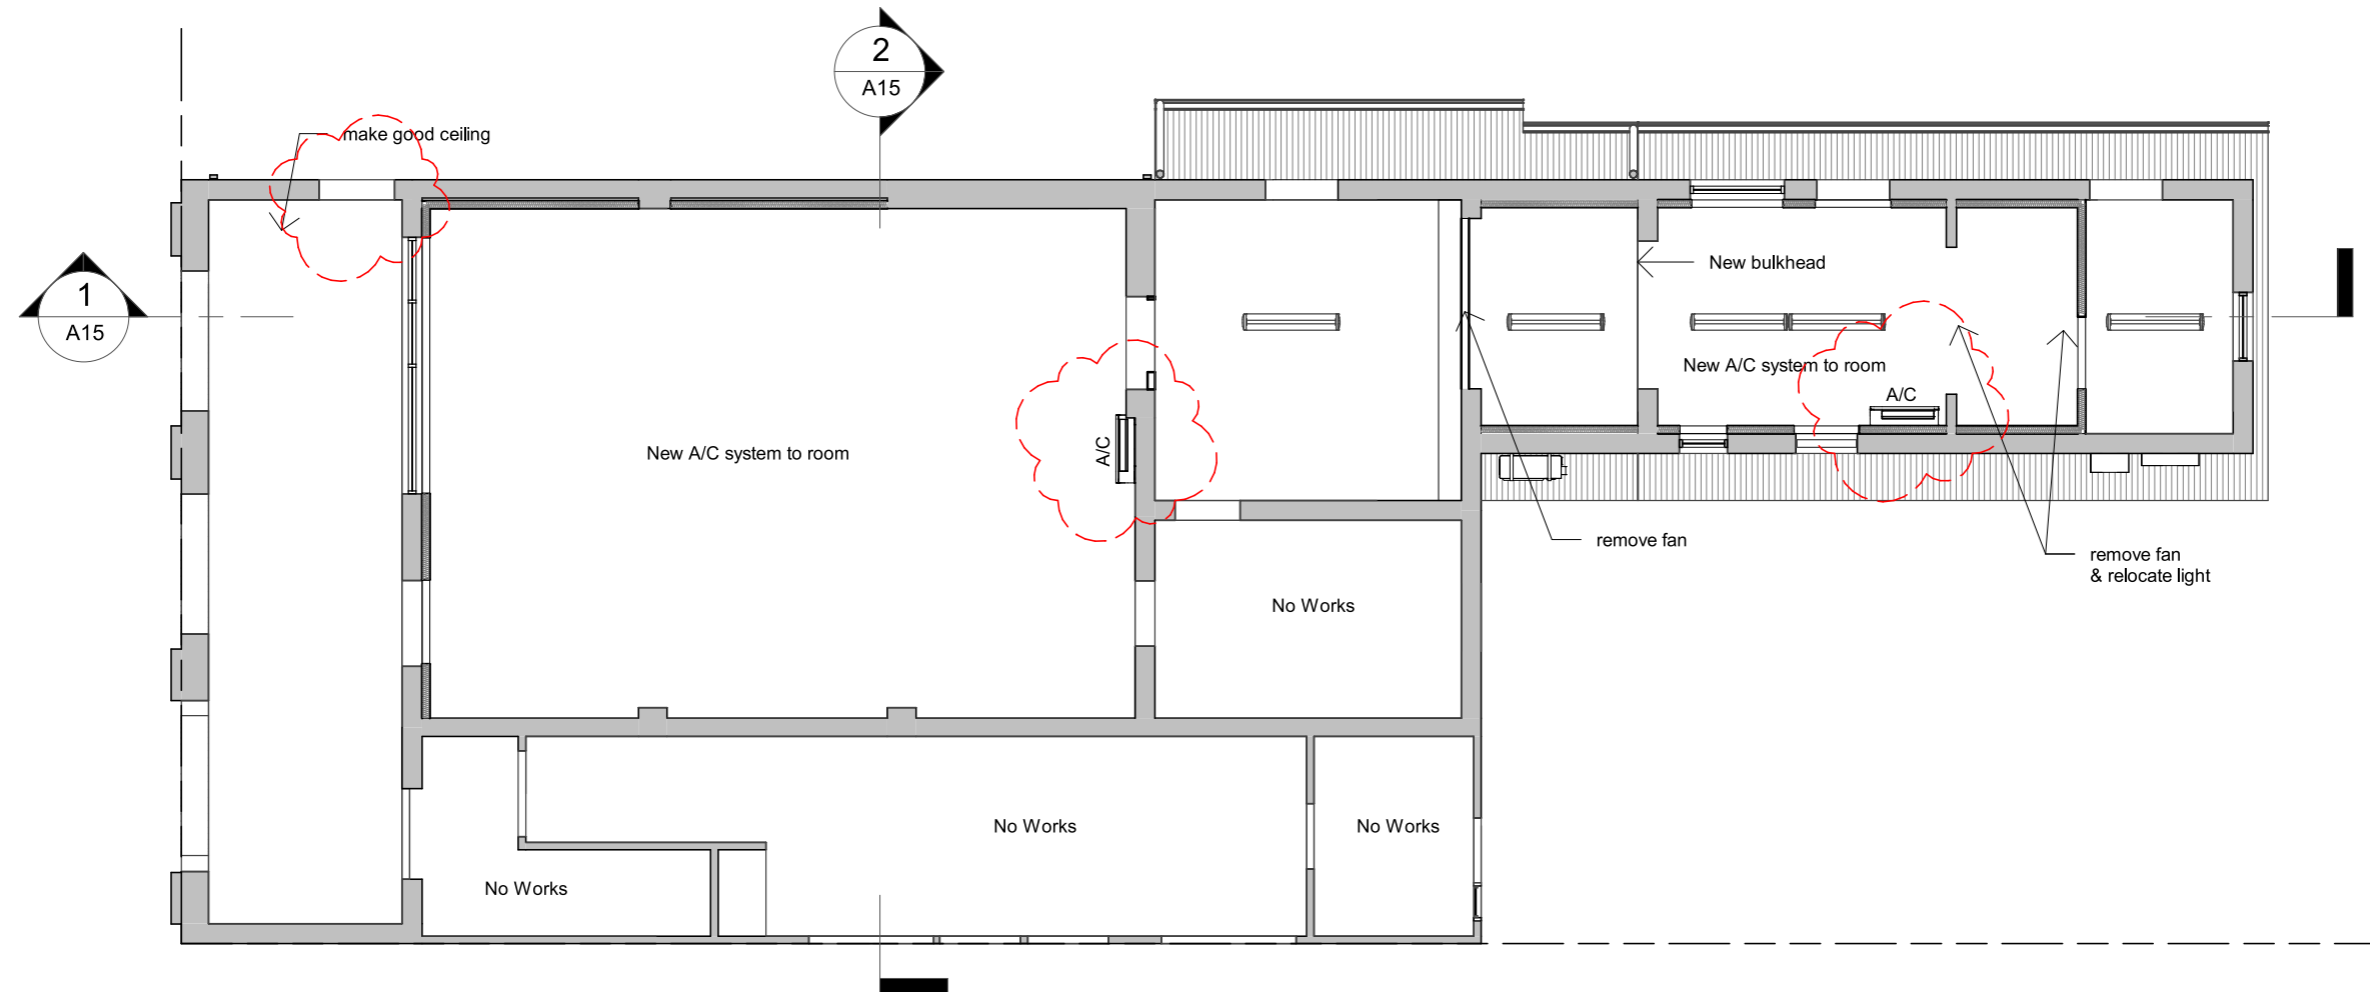 2
A15
make good ceiling
1
A15
New bulkhead
New A/C system to room
A/C
New A/C system to room
A/C
remove fan
remove fan
& relocate light
No Works
No Works
No Works
No Works